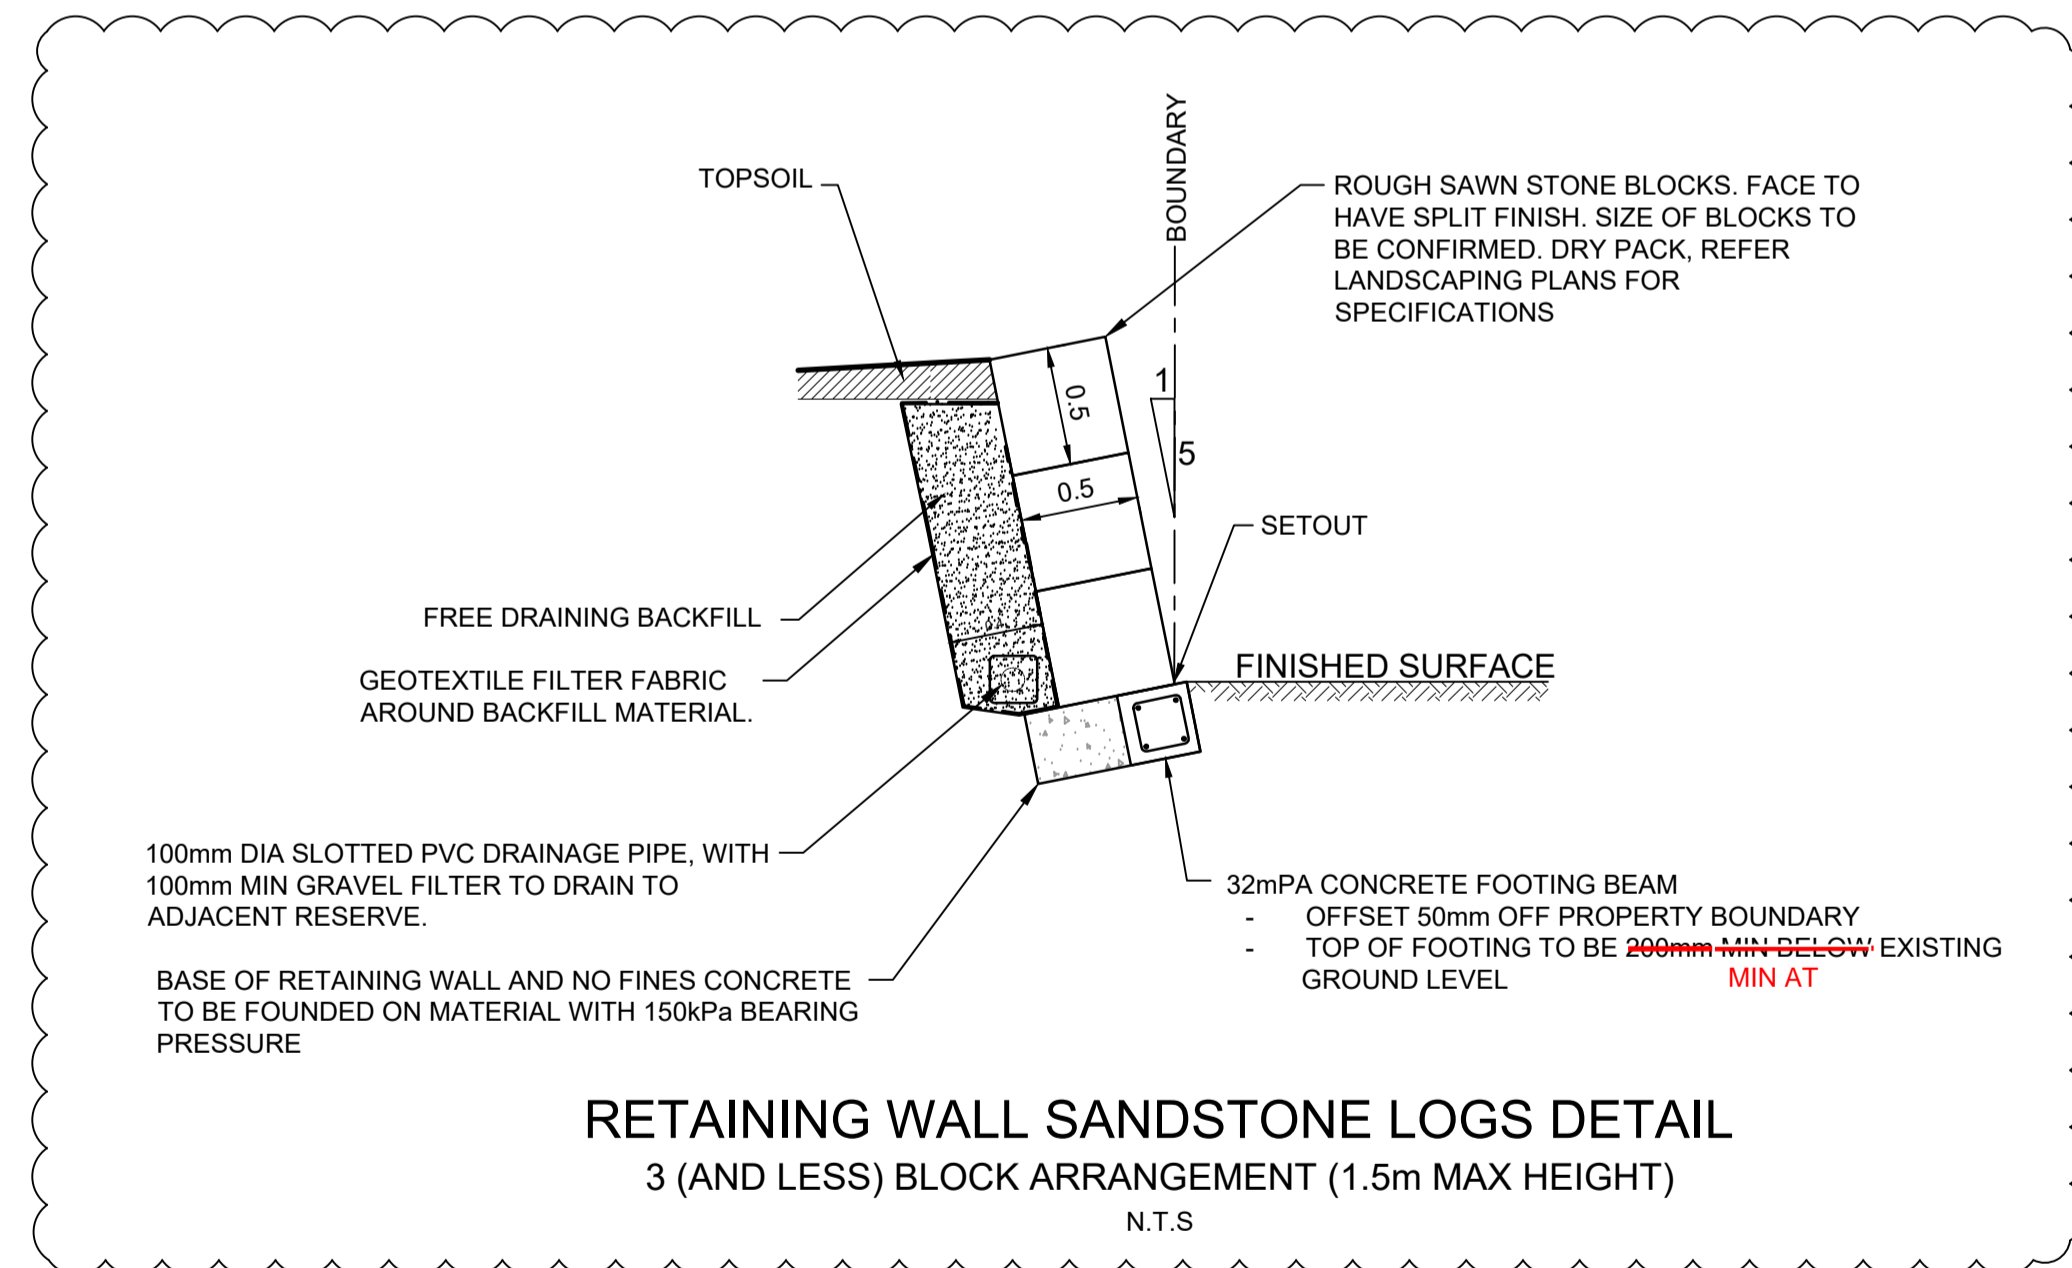 BOUNDARY
TOPSOIL
ROUGH SAWN STONE BLOCKS. FACE TO
HAVE SPLIT FINISH. SIZE OF BLOCKS TO
BE CONFIRMED. DRY PACK, REFER
LANDSCAPING PLANS FOR
SPECIFICATIONS
0.5
1
5
0.5
SETOUT
FREE DRAINING BACKFILL
FINISHED SURFACE
GEOTEXTILE FILTER FABRIC
AROUND BACKFILL MATERIAL.
100mm DIA SLOTTED PVC DRAINAGE PIPE, WITH
100mm MIN GRAVEL FILTER TO DRAIN TO
ADJACENT RESERVE.
32mPA CONCRETE FOOTING BEAM
- OFFSET 50mm OFF PROPERTY BOUNDARY
- TOP OF FOOTING TO BE 200mm MIN BELOW EXISTING
GROUND LEVEL
MIN AT
BASE OF RETAINING WALL AND NO FINES CONCRETE
TO BE FOUNDED ON MATERIAL WITH 150kPa BEARING
PRESSURE
RETAINING WALL SANDSTONE LOGS DETAIL
3 (AND LESS) BLOCK ARRANGEMENT (1.5m MAX HEIGHT)
N.T.S